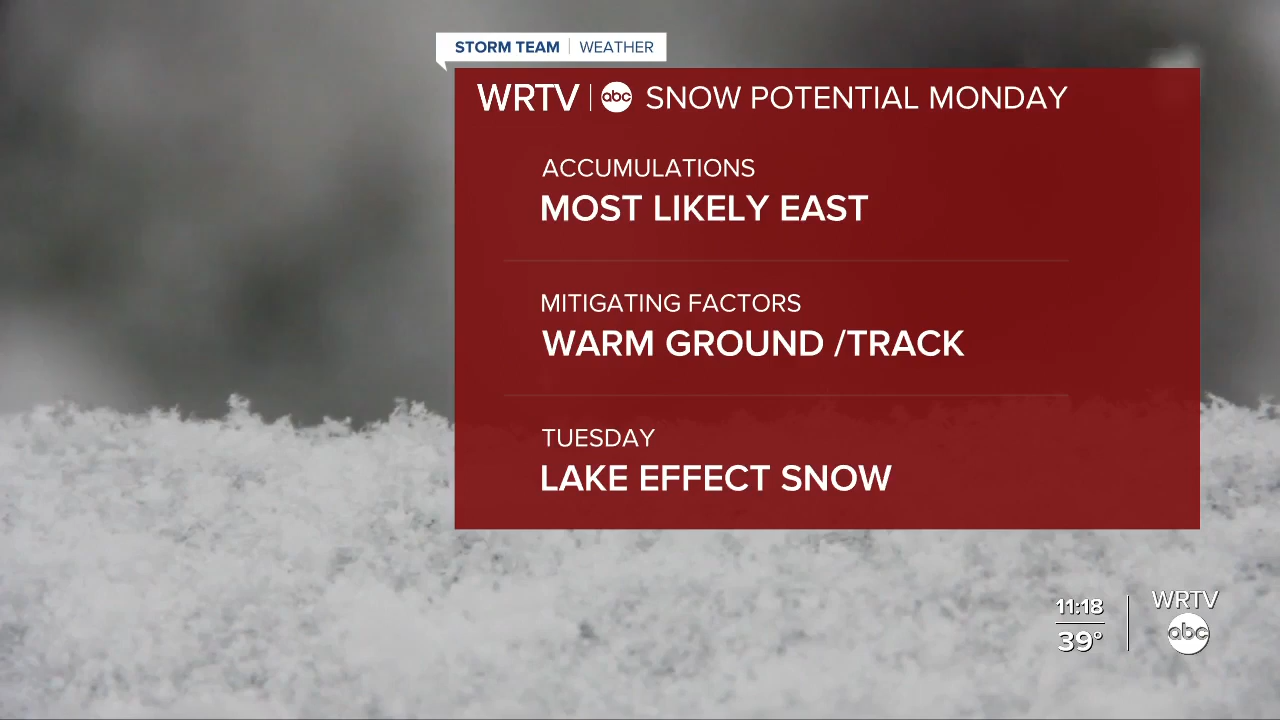 STORM TEAM | WEATHER
WRTV | abc SNOW POTENTIAL MONDAY
ACCUMULATIONS
MOST LIKELY EAST
MITIGATING FACTORS
WARM GROUND /TRACK
TUESDAY
LAKE EFFECT SNOW
11:18
39°
WRTV
abc